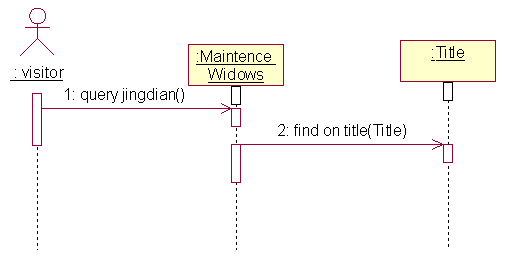 : visitor
:Maintence
Widows
:Title
1: query jingdian()
2: find on title(Title)